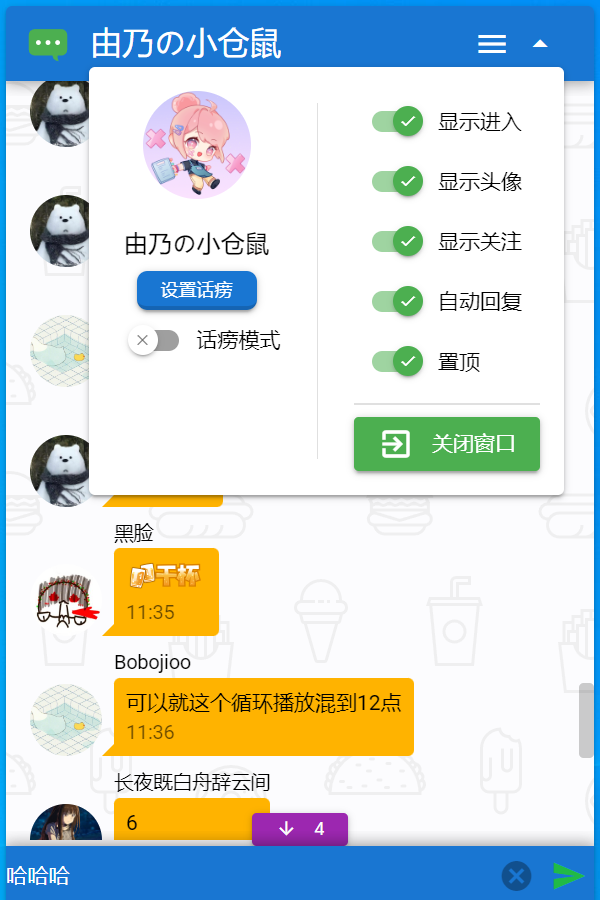 由乃の小仓鼠
由乃の小仓鼠
设置话痨
话痨模式
显示进入
显示头像
显示关注
自动回复
置顶
关闭窗口
黑脸
干杯
11:35
Bobojioo
可以就这个循环播放混到12点
11:36
长夜既白舟辞云间
6
4
哈哈哈